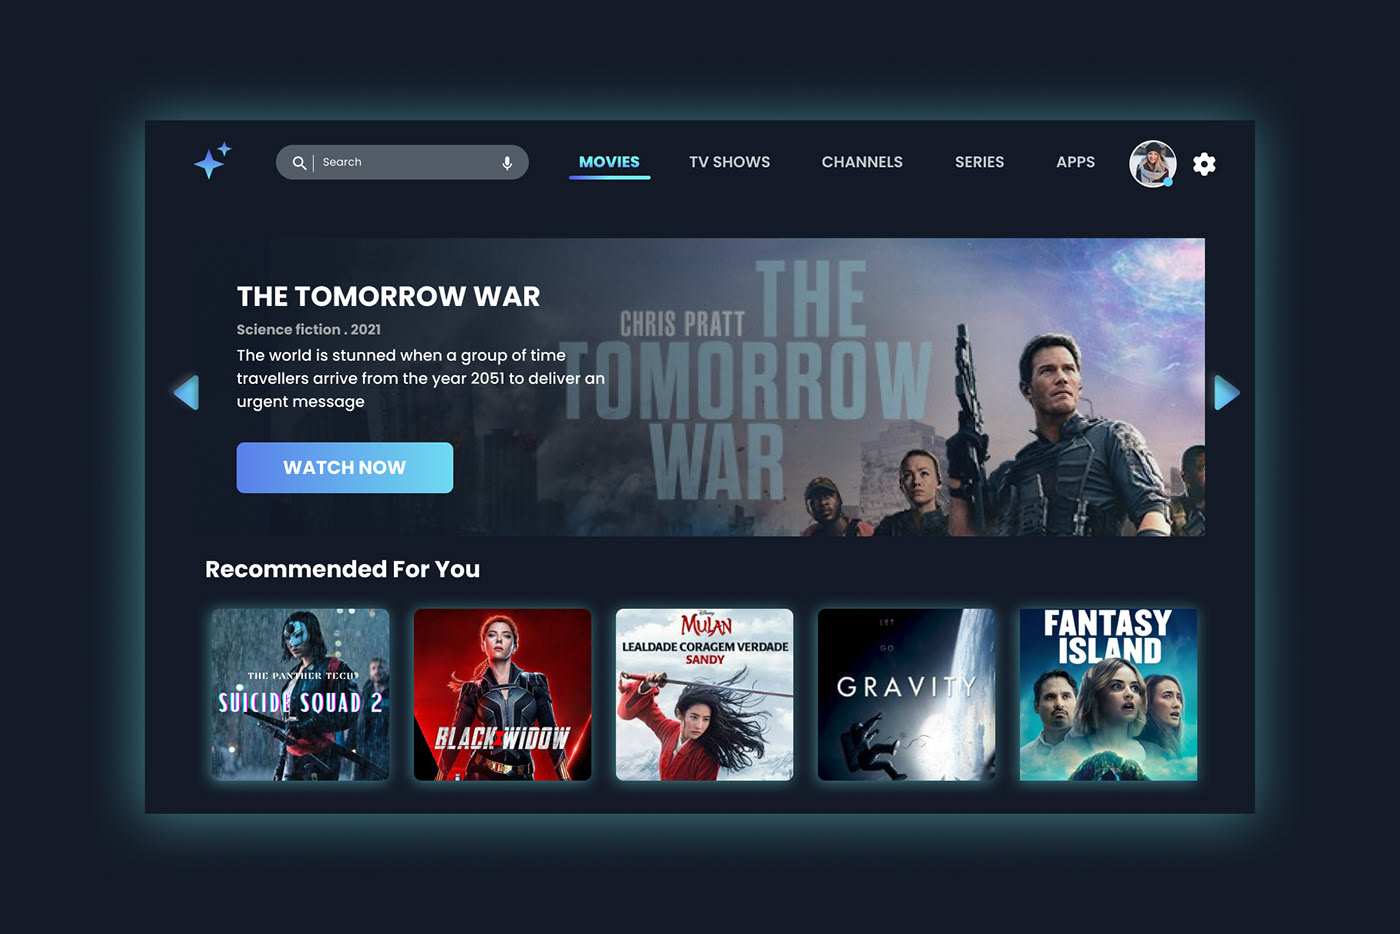 Search
MOVIES
TV SHOWS
CHANNELS
SERIES
APPS
THE TOMORROW WAR
Science fiction . 2021
The world is stunned when a group of time
travellers arrive from the year 2051 to deliver an
urgent message
WATCH NOW
CHRIS PRATT
THE
TOMORROW
WAR
Recommended For You
THE PANTHER TECH
SUICIDE SQUAD 2
BLACK WIDOW
Disney
MULAN
LEALDADE CORAGEM VERDADE
SANDY
LET
GO
GRAVITY
FANTASY
ISLAND